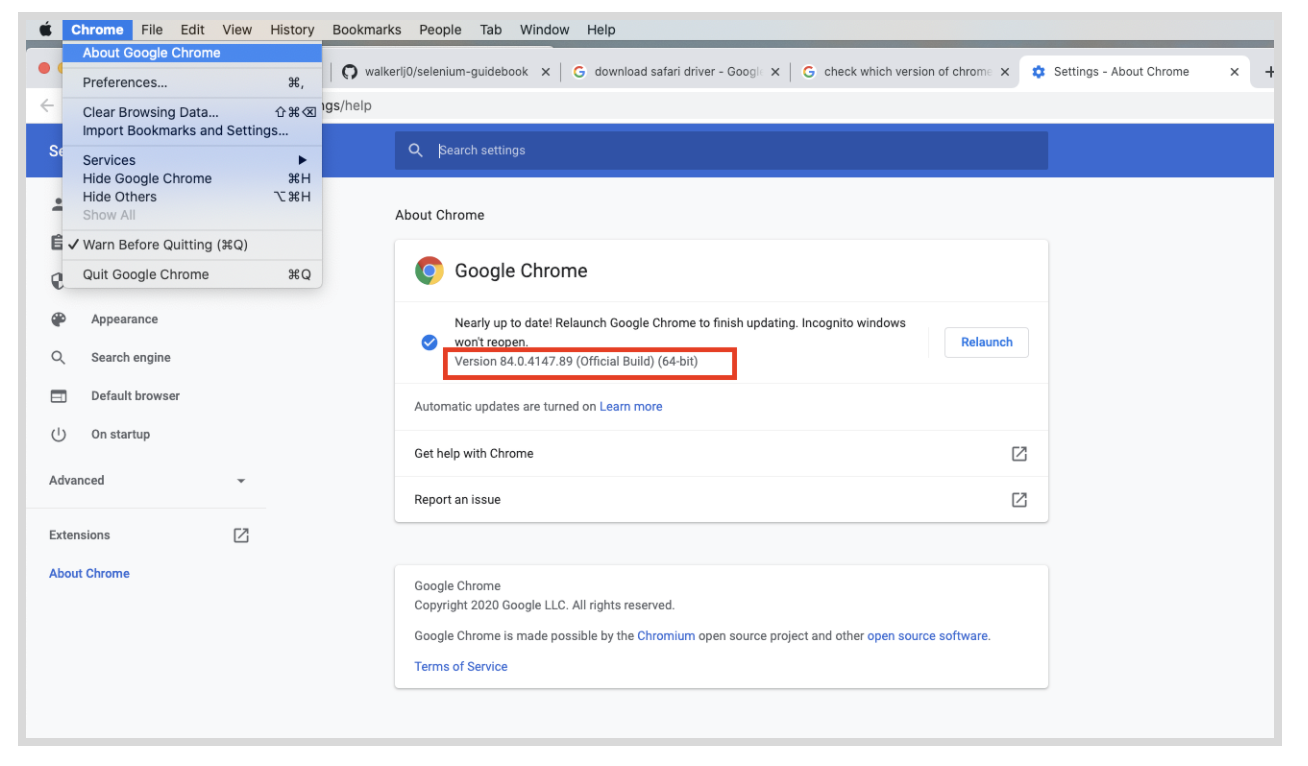 Chrome File Edit View History Bookmarks People Tab Window Help
About Google Chrome
Preferences... ⌘,
Clear Browsing Data... ⇧⌘⌫
Import Bookmarks and Settings...
Services ▶
Hide Google Chrome ⌘H
Hide Others ⌥⌘H
Show All
✓ Warn Before Quitting (⌘Q)
Quit Google Chrome ⌘Q
walkerlj0/selenium-guidebook
download safari driver - Googl
check which version of chrome
Settings - About Chrome
gs/help
Search settings
Appearance
Search engine
Default browser
On startup
Advanced
Extensions
About Chrome
About Chrome
Google Chrome
Nearly up to date! Relaunch Google Chrome to finish updating. Incognito windows
won't reopen.
Version 84.0.4147.89 (Official Build) (64-bit)
Relaunch
Automatic updates are turned on Learn more
Get help with Chrome
Report an issue
Google Chrome
Copyright 2020 Google LLC. All rights reserved.
Google Chrome is made possible by the Chromium open source project and other open source software.
Terms of Service